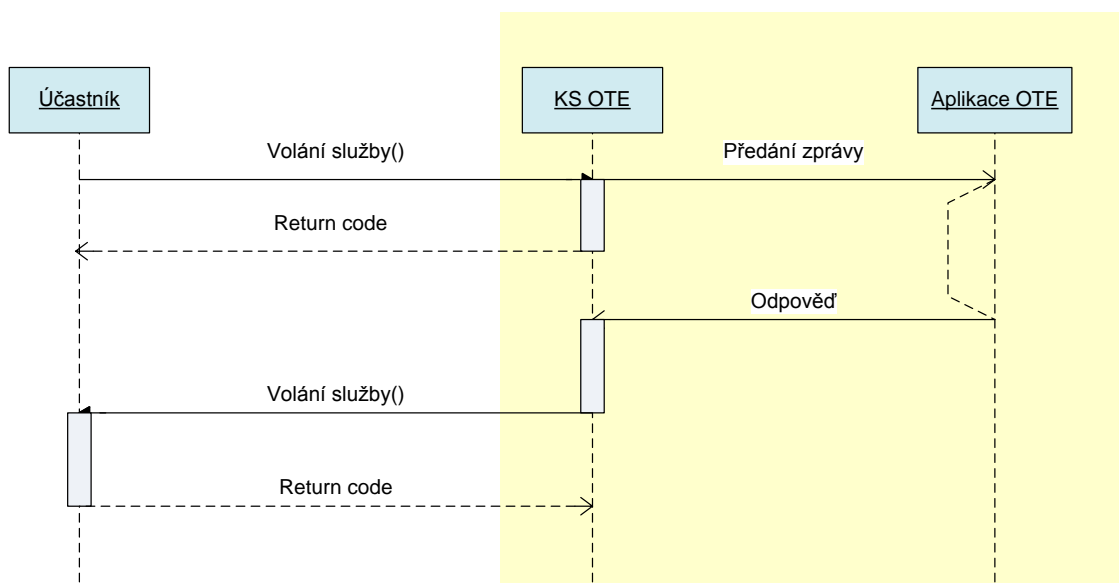 Účastník
KS OTE
Aplikace OTE
Volání služby()
Předání zprávy
Return code
Odpověď
Volání služby()
Return code